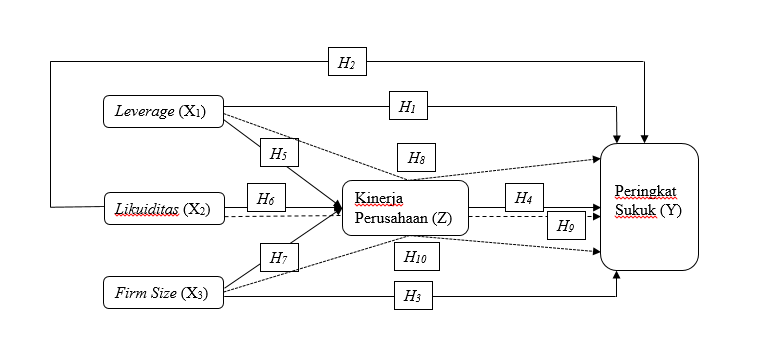 H2
Leverage (X1)
H1
H5
H8
Likuiditas (X2)
H6
Kinerja
Perusahaan (Z)
H4
H9
Peringkat
Sukuk (Y)
H7
H10
Firm Size (X3)
H3